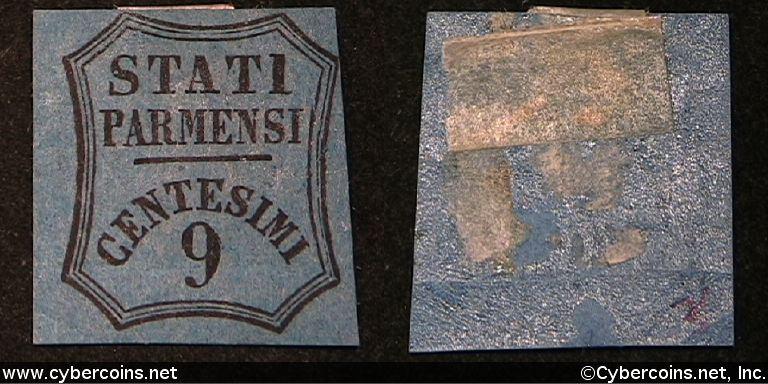 STATI
PARMENSI
CENTESIMI
9
www.cybercoins.net
©Cybercoins.net, Inc.